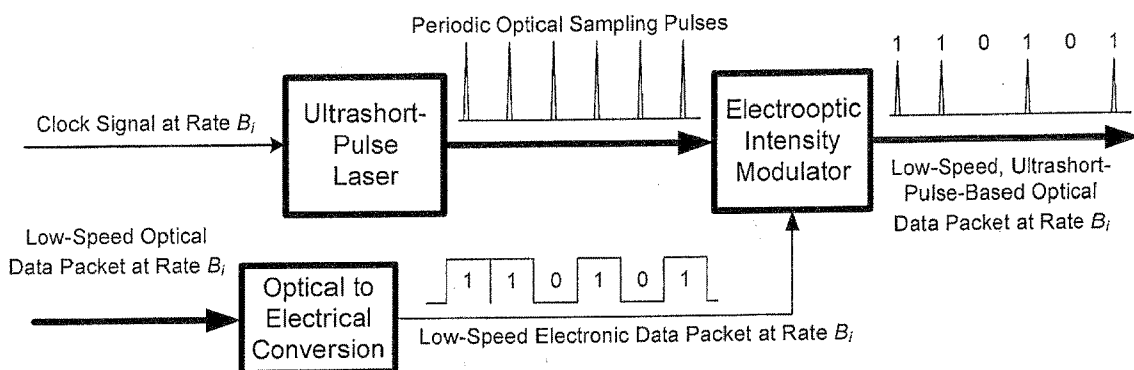 Periodic Optical Sampling Pulses
1 1 0 1 0 1
Clock Signal at Rate Bi
Ultrashort-
Pulse
Laser
Electrooptic
Intensity
Modulator
Low-Speed, Ultrashort-
Pulse-Based Optical
Data Packet at Rate Bi
Low-Speed Optical
Data Packet at Rate Bi
Optical to
Electrical
Conversion
1 1 0 1 0 1
Low-Speed Electronic Data Packet at Rate Bi